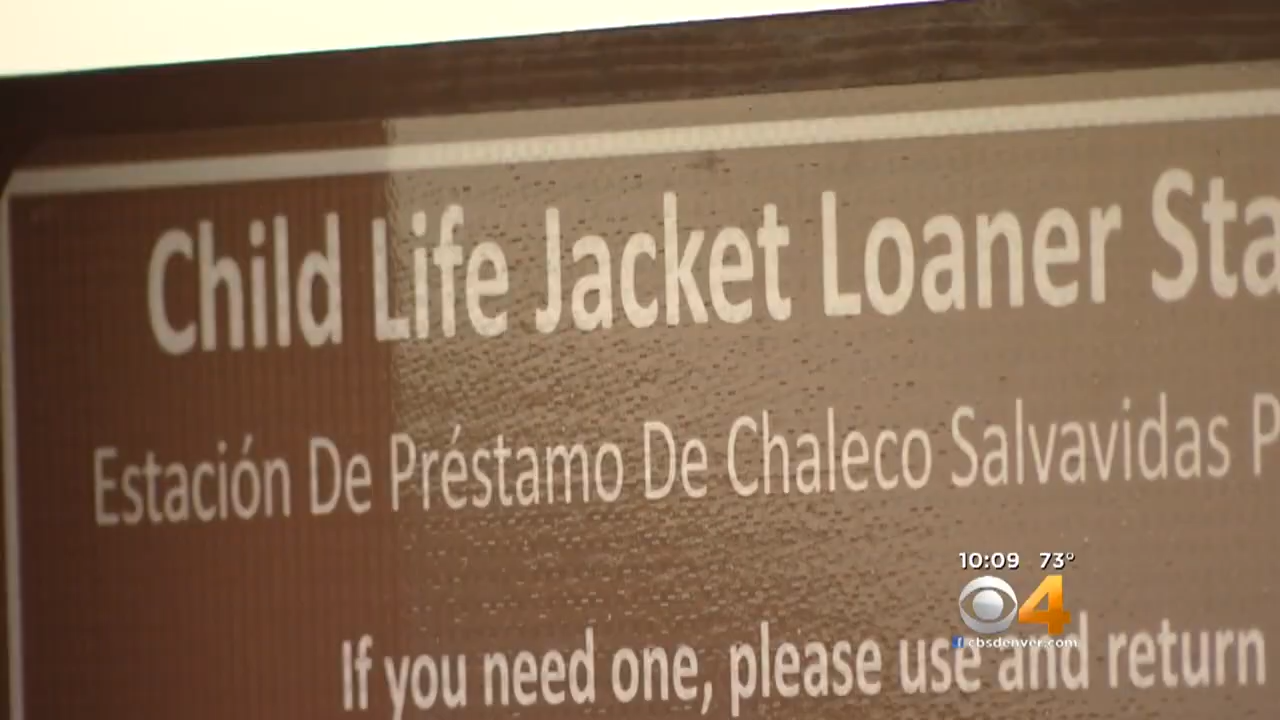 Child Life Jacket Loaner Sta
Estación De Préstamo De Chaleco Salvavidas P
If you need one, please use and return
10:09 73°
4
f cbsdenver.com